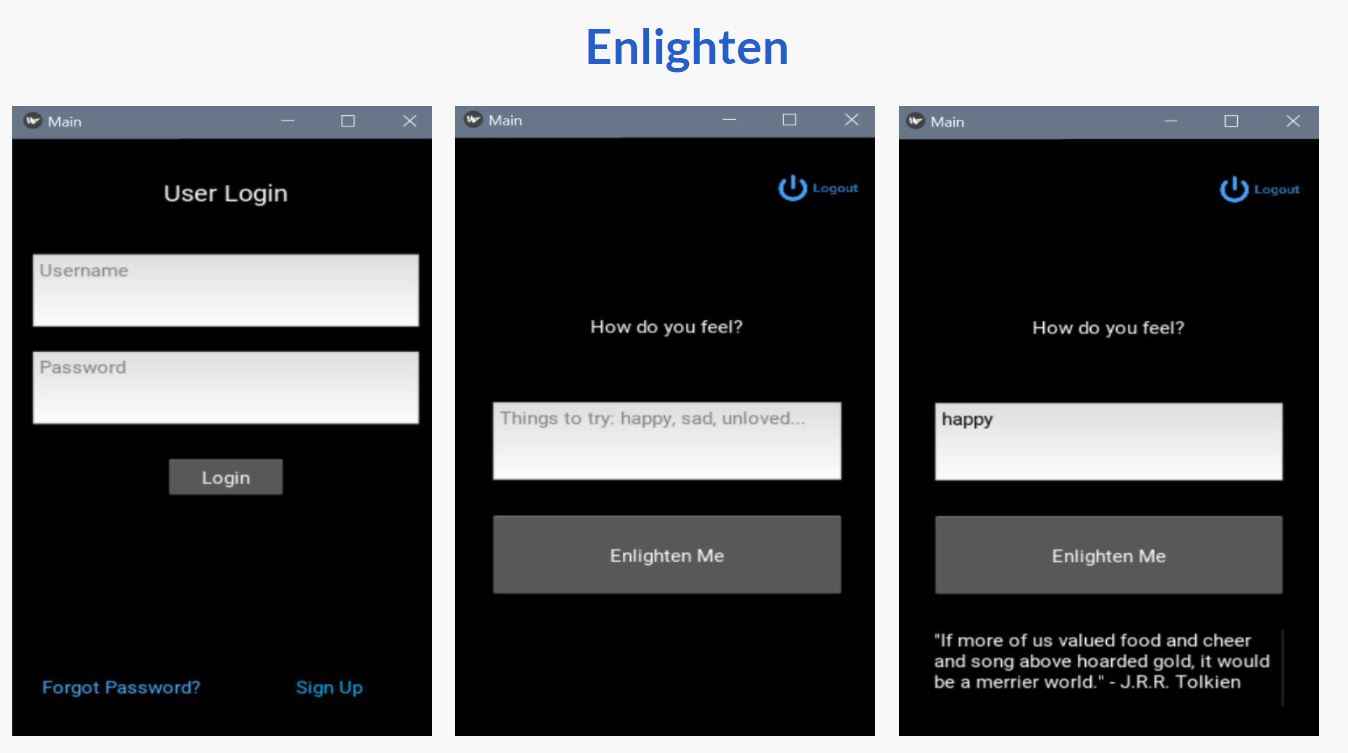 Enlighten
Main
User Login
Username
Password
Login
Forgot Password? Sign Up
Main
Logout
How do you feel?
Things to try: happy, sad, unloved...
Enlighten Me
Main
Logout
How do you feel?
happy
Enlighten Me
"If more of us valued food and cheer
and song above hoarded gold, it would
be a merrier world." - J.R.R. Tolkien